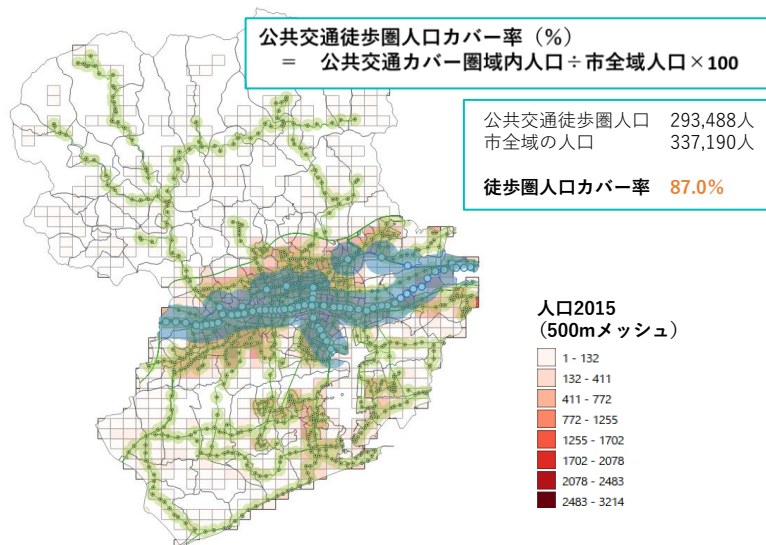 公共交通徒歩圏人口カバー率（%）
＝ 公共交通カバー圏域内人口÷市全域人口×100
公共交通徒歩圏人口 293,488人
市全域の人口 337,190人
徒歩圏人口カバー率 87.0%
人口2015
（500mメッシュ）
1 - 132
132 - 411
411 - 772
772 - 1255
1255 - 1702
1702 - 2078
2078 - 2483
2483 - 3214